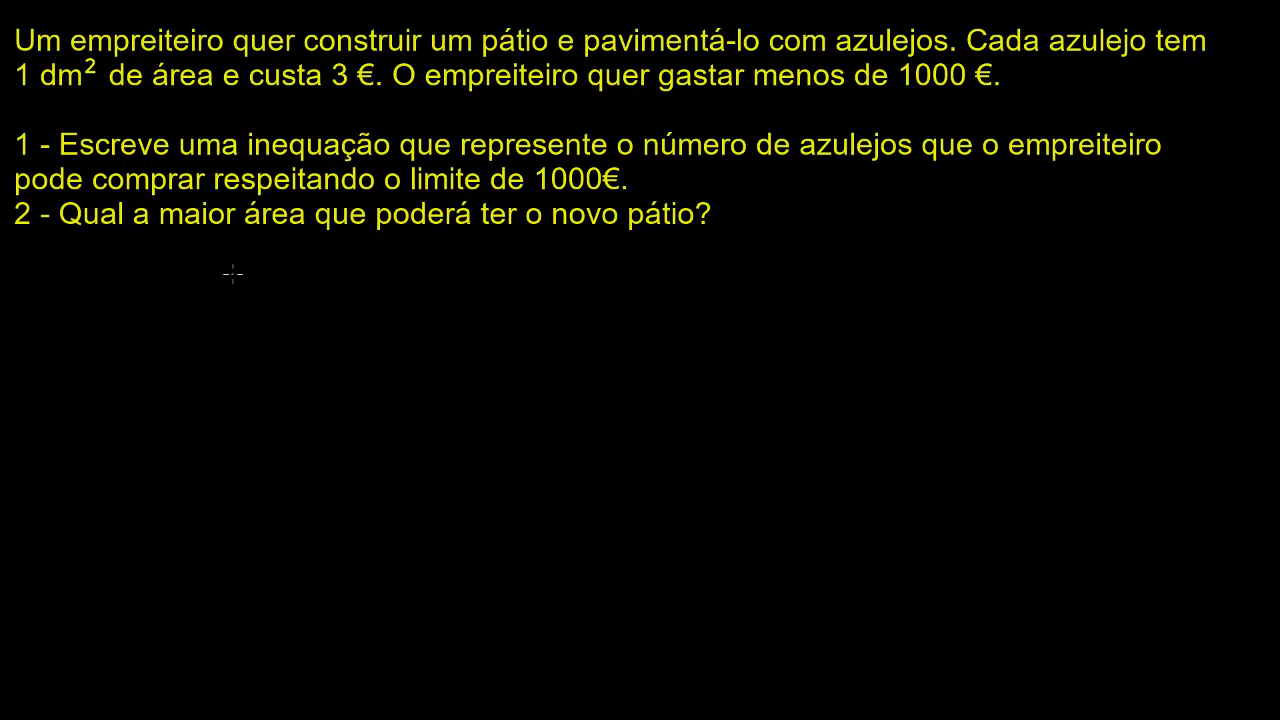 Um empreiteiro quer construir um pátio e pavimentá-lo com azulejos. Cada azulejo tem
1 dm² de área e custa 3 €. O empreiteiro quer gastar menos de 1000 €.
1 - Escreve uma inequação que represente o número de azulejos que o empreiteiro
pode comprar respeitando o limite de 1000€.
2 - Qual a maior área que poderá ter o novo pátio?